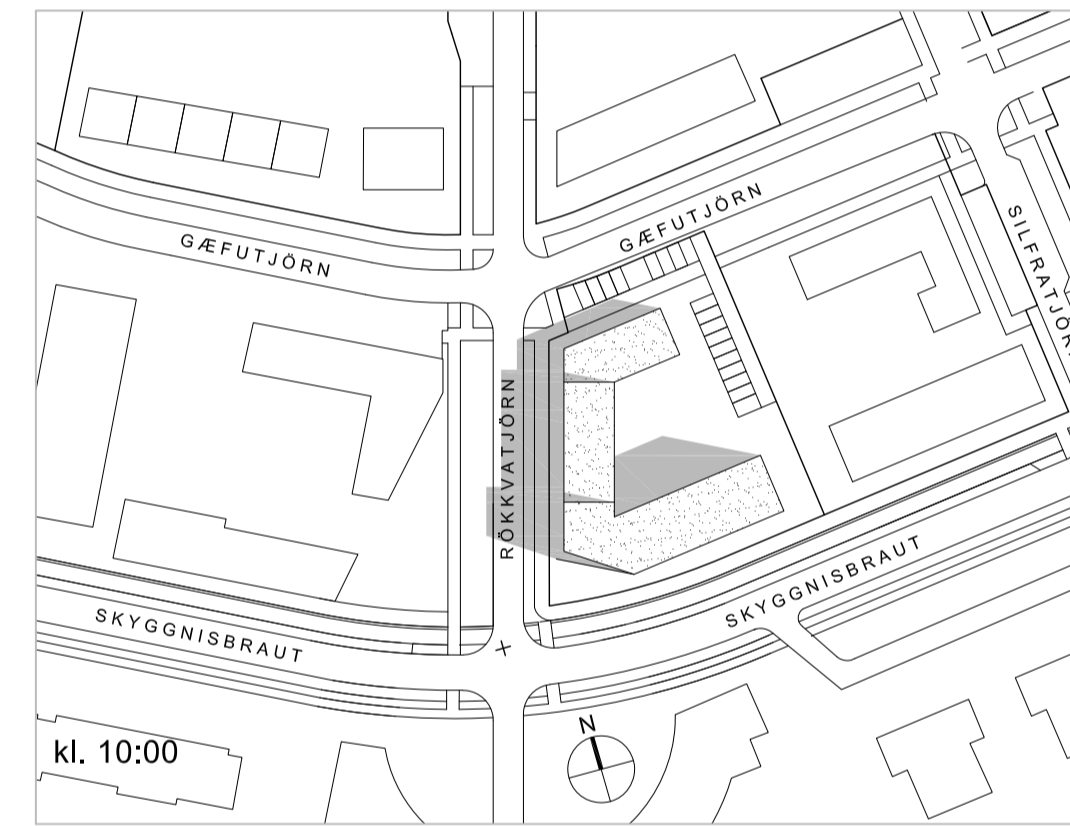 GÆFUTJÖRN
GÆFUTJÖRN
SILFRATJÖRN
RÖKKVATJÖRN
SKYGGNISBRAUT
SKYGGNISBRAUT
N
kl. 10:00